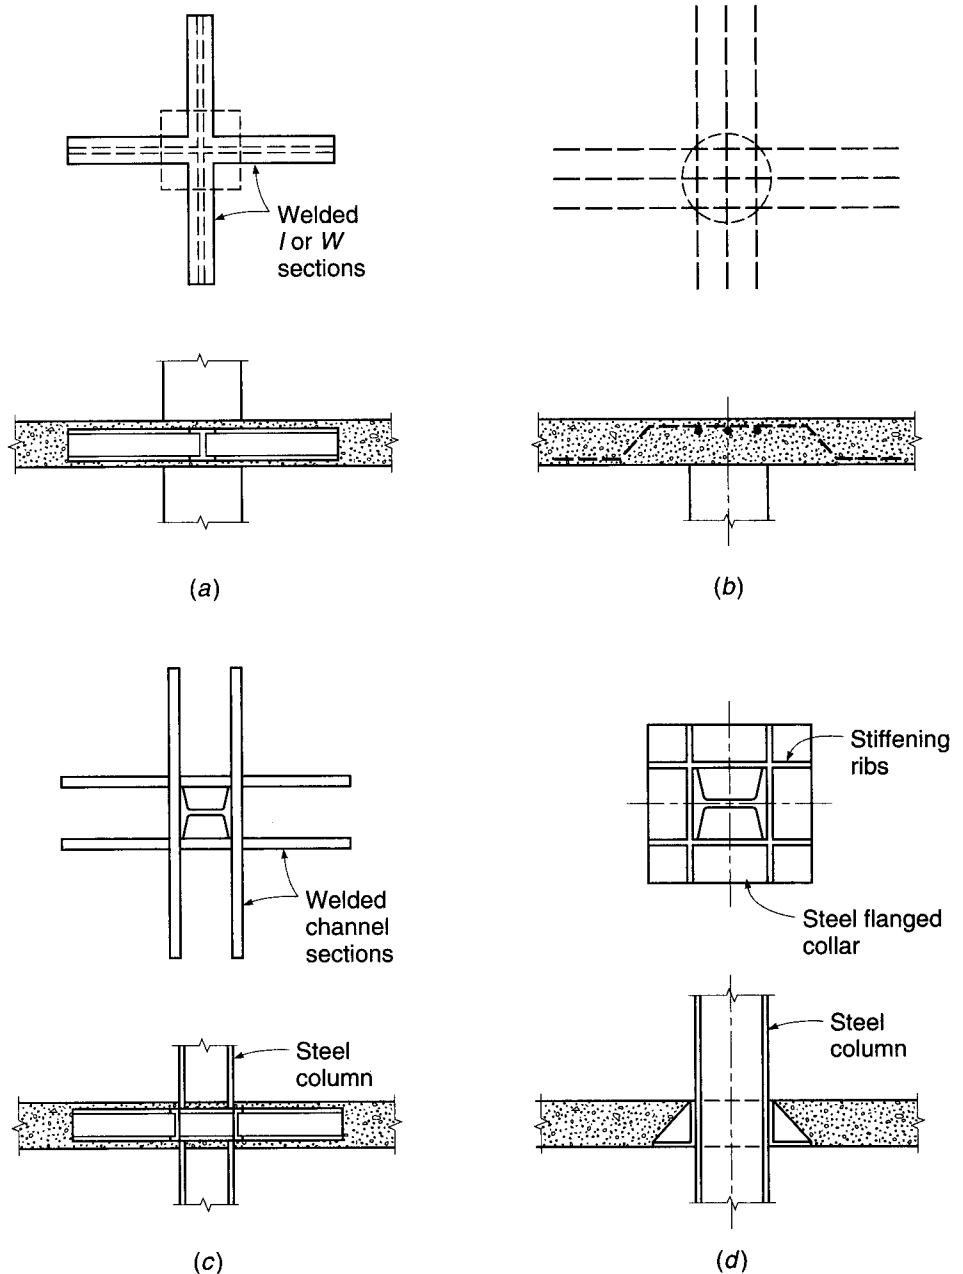 Welded
I or W
sections
(a)
(b)
Stiffening
ribs
Welded
channel
sections
Steel flanged
collar
Steel
column
Steel
column
(c)
(d)